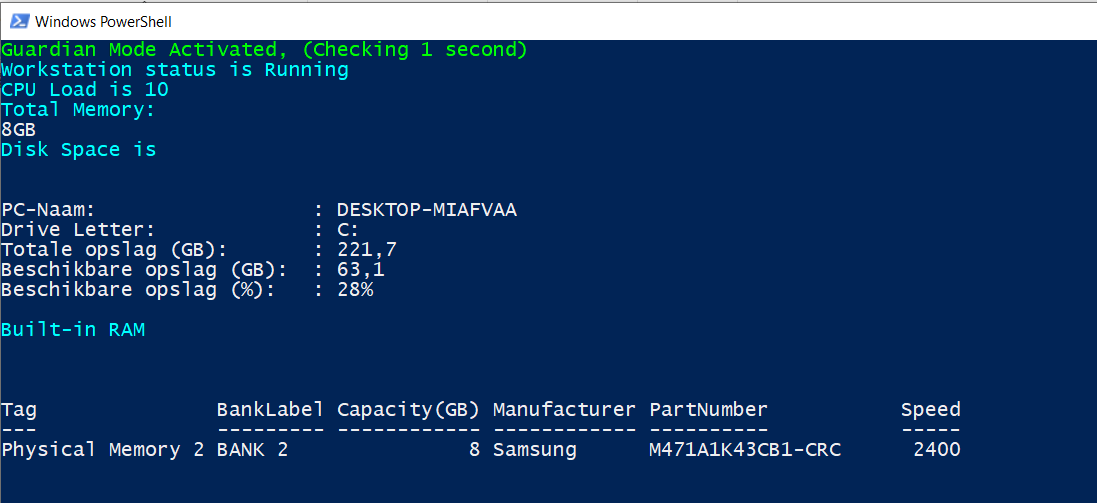 Windows PowerShell
Guardian Mode Activated, (Checking 1 second)
Workstation status is Running
CPU Load is 10
Total Memory:
8GB
Disk Space is
PC-Naam: : DESKTOP-MIAFVAA
Drive Letter: : C:
Totale opslag (GB): : 221,7
Beschikbare opslag (GB): : 63,1
Beschikbare opslag (%): : 28%
Built-in RAM
Tag BankLabel Capacity(GB) Manufacturer PartNumber Speed
--- --------- ------------ ------------ ---------- -----
Physical Memory 2 BANK 2 8 Samsung M471A1K43CB1-CRC 2400